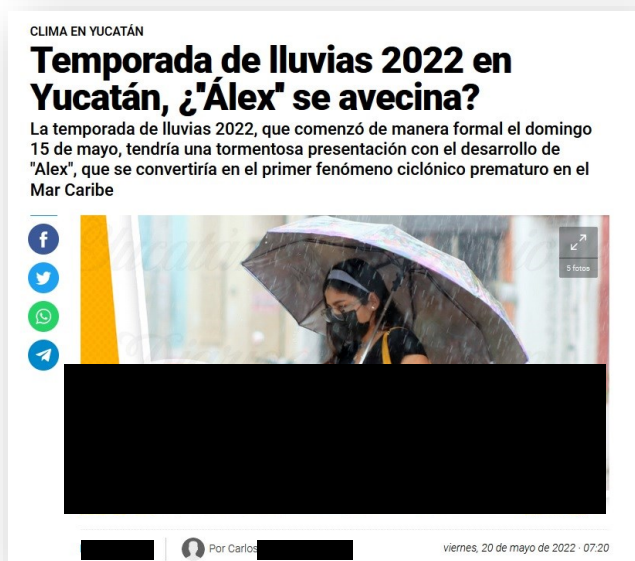 CLIMA EN YUCATÁN
Temporada de lluvias 2022 en
Yucatán, ¿"Álex" se avecina?
La temporada de lluvias 2022, que comenzó de manera formal el domingo
15 de mayo, tendría una tormentosa presentación con el desarrollo de
"Alex", que se convertiría en el primer fenómeno ciclónico prematuro en el
Mar Caribe
5 fotos
Por Carlos
viernes, 20 de mayo de 2022 · 07:20